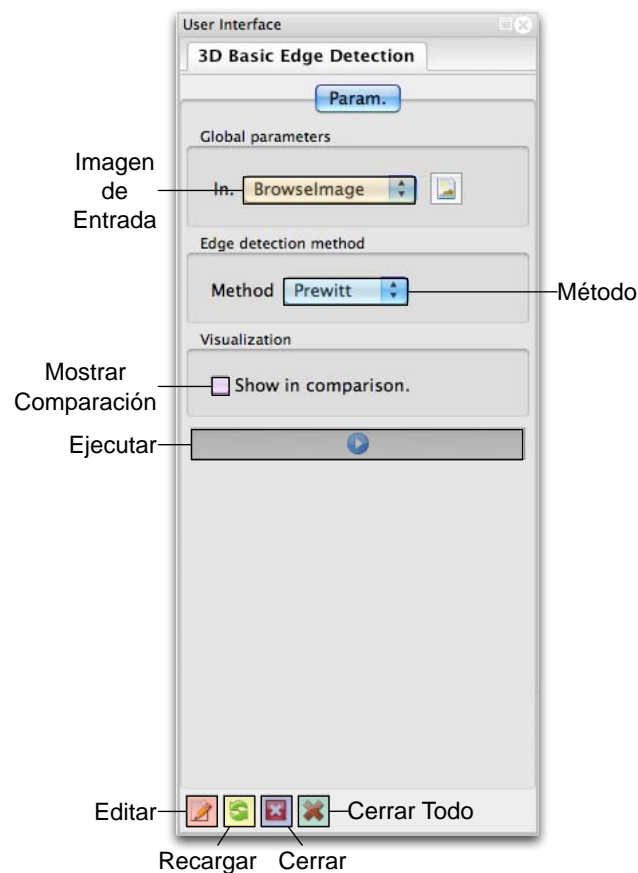 User Interface
3D Basic Edge Detection
Param.
Global parameters
Imagen
de
Entrada
In.
BrowseImage
Edge detection method
Method
Prewitt
Método
Visualization
Mostrar
Comparación
Show in comparison.
Ejecutar
Editar
Cerrar Todo
Recargar
Cerrar